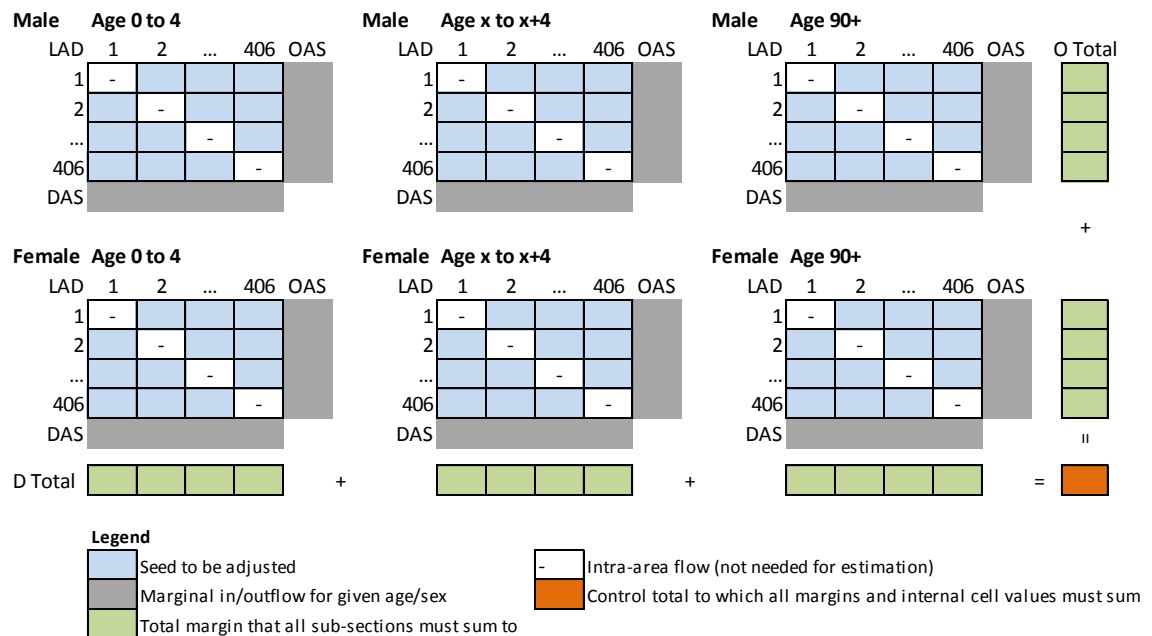 Male Age 0 to 4 Male Age x to x+4 Male Age 90+
LAD 1 2 ... 406 OAS LAD 1 2 ... 406 OAS LAD 1 2 ... 406 OAS O Total
1 - 1 - 1 -
2 - 2 - 2 -
... - ... - ... -
406 - 406 - 406 -
DAS DAS DAS
+
Female Age 0 to 4 Female Age x to x+4 Female Age 90+
LAD 1 2 ... 406 OAS LAD 1 2 ... 406 OAS LAD 1 2 ... 406 OAS
1 - 1 - 1 -
2 - 2 - 2 -
... - ... - ... -
406 - 406 - 406 -
DAS DAS DAS =
D Total + + =
Legend
Seed to be adjusted - Intra-area flow (not needed for estimation)
Marginal in/outflow for given age/sex Control total to which all margins and internal cell values must sum
Total margin that all sub-sections must sum to